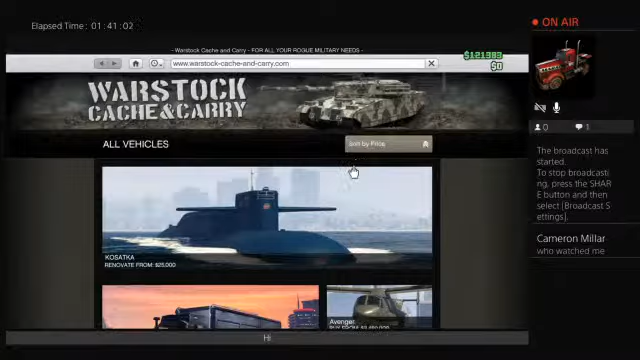 Elapsed Time : 01:41:02
ON AIR
- Warstock Cache and Carry - FOR ALL YOUR ROGUE MILITARY NEEDS -
$121383
$0
www.warstock-cache-and-carry.com
WARSTOCK
CACHE&CARRY
ALL VEHICLES
Sort by Price
KOSATKA
RENOVATE FROM: $25,000
Avenger
BUY FROM:
Hi
0
1
The broadcast has
started.
To stop broadcasti
ng, press the SHAR
E button and then
select [Broadcast S
ettings].
Cameron Millar
who watched me